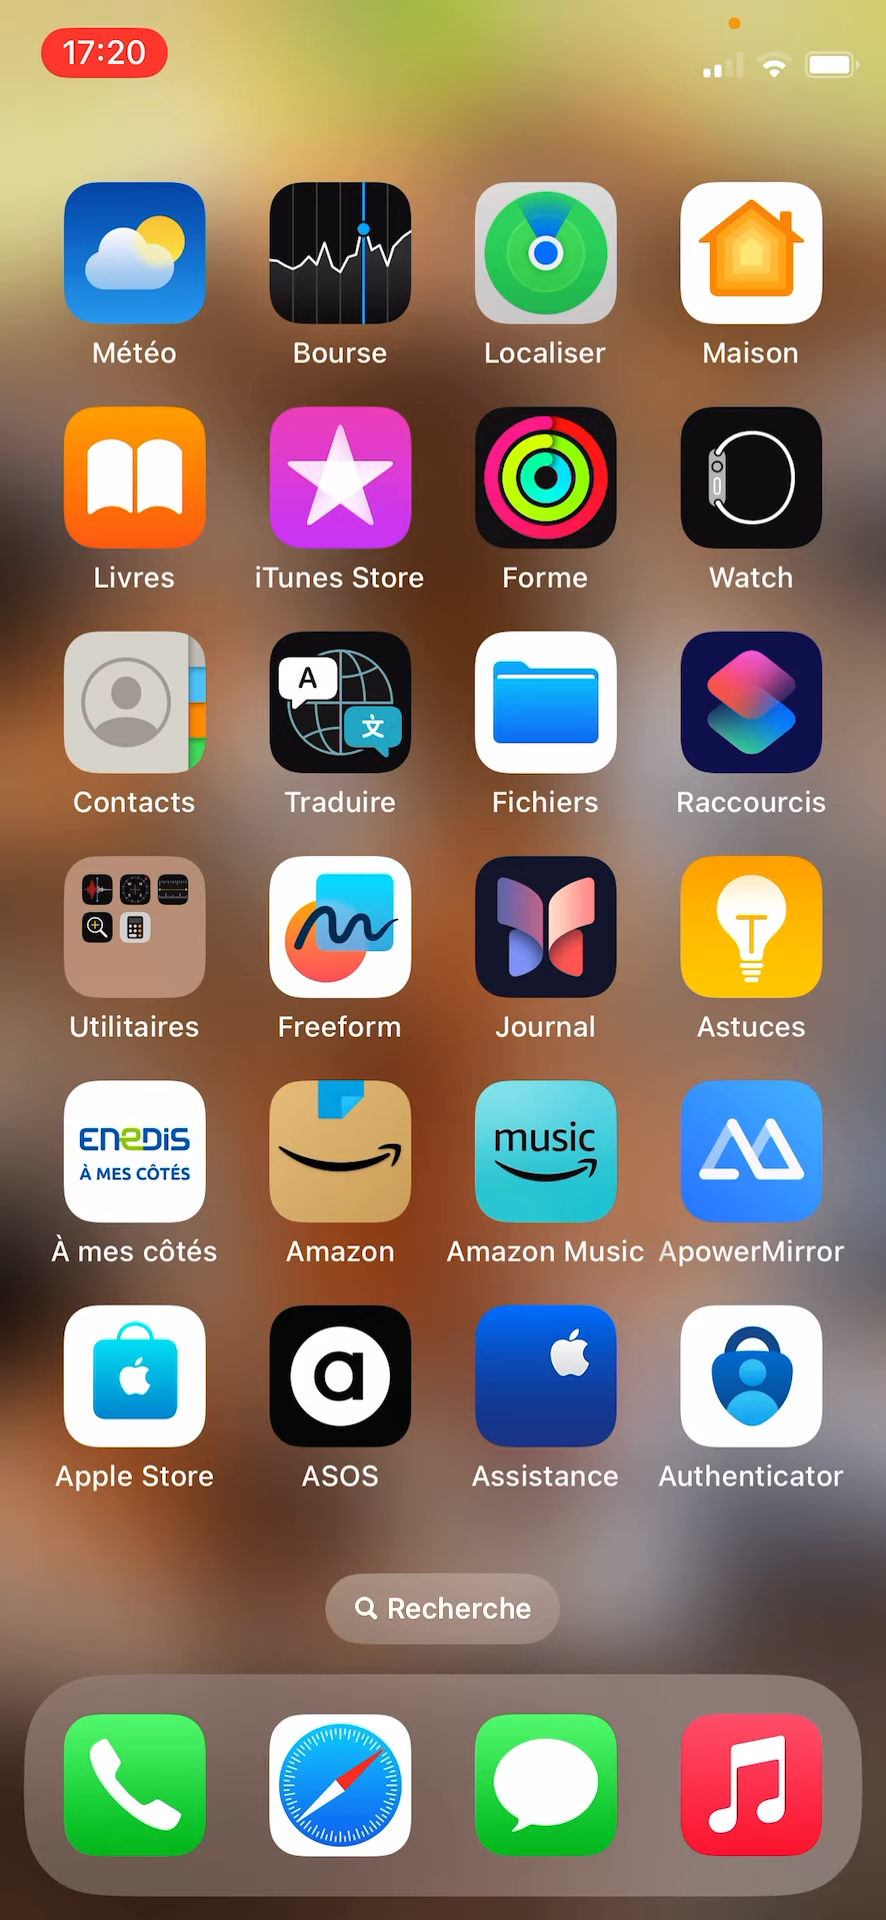 17:20
Météo
Bourse
Localiser
Maison
Livres
iTunes Store
Forme
Watch
A
文
Contacts
Traduire
Fichiers
Raccourcis
Utilitaires
Freeform
Journal
Astuces
ENEDIS
À MES CÔTÉS
music
À mes côtés
Amazon
Amazon Music
ApowerMirror
a
Apple Store
ASOS
Assistance
Authenticator
Recherche